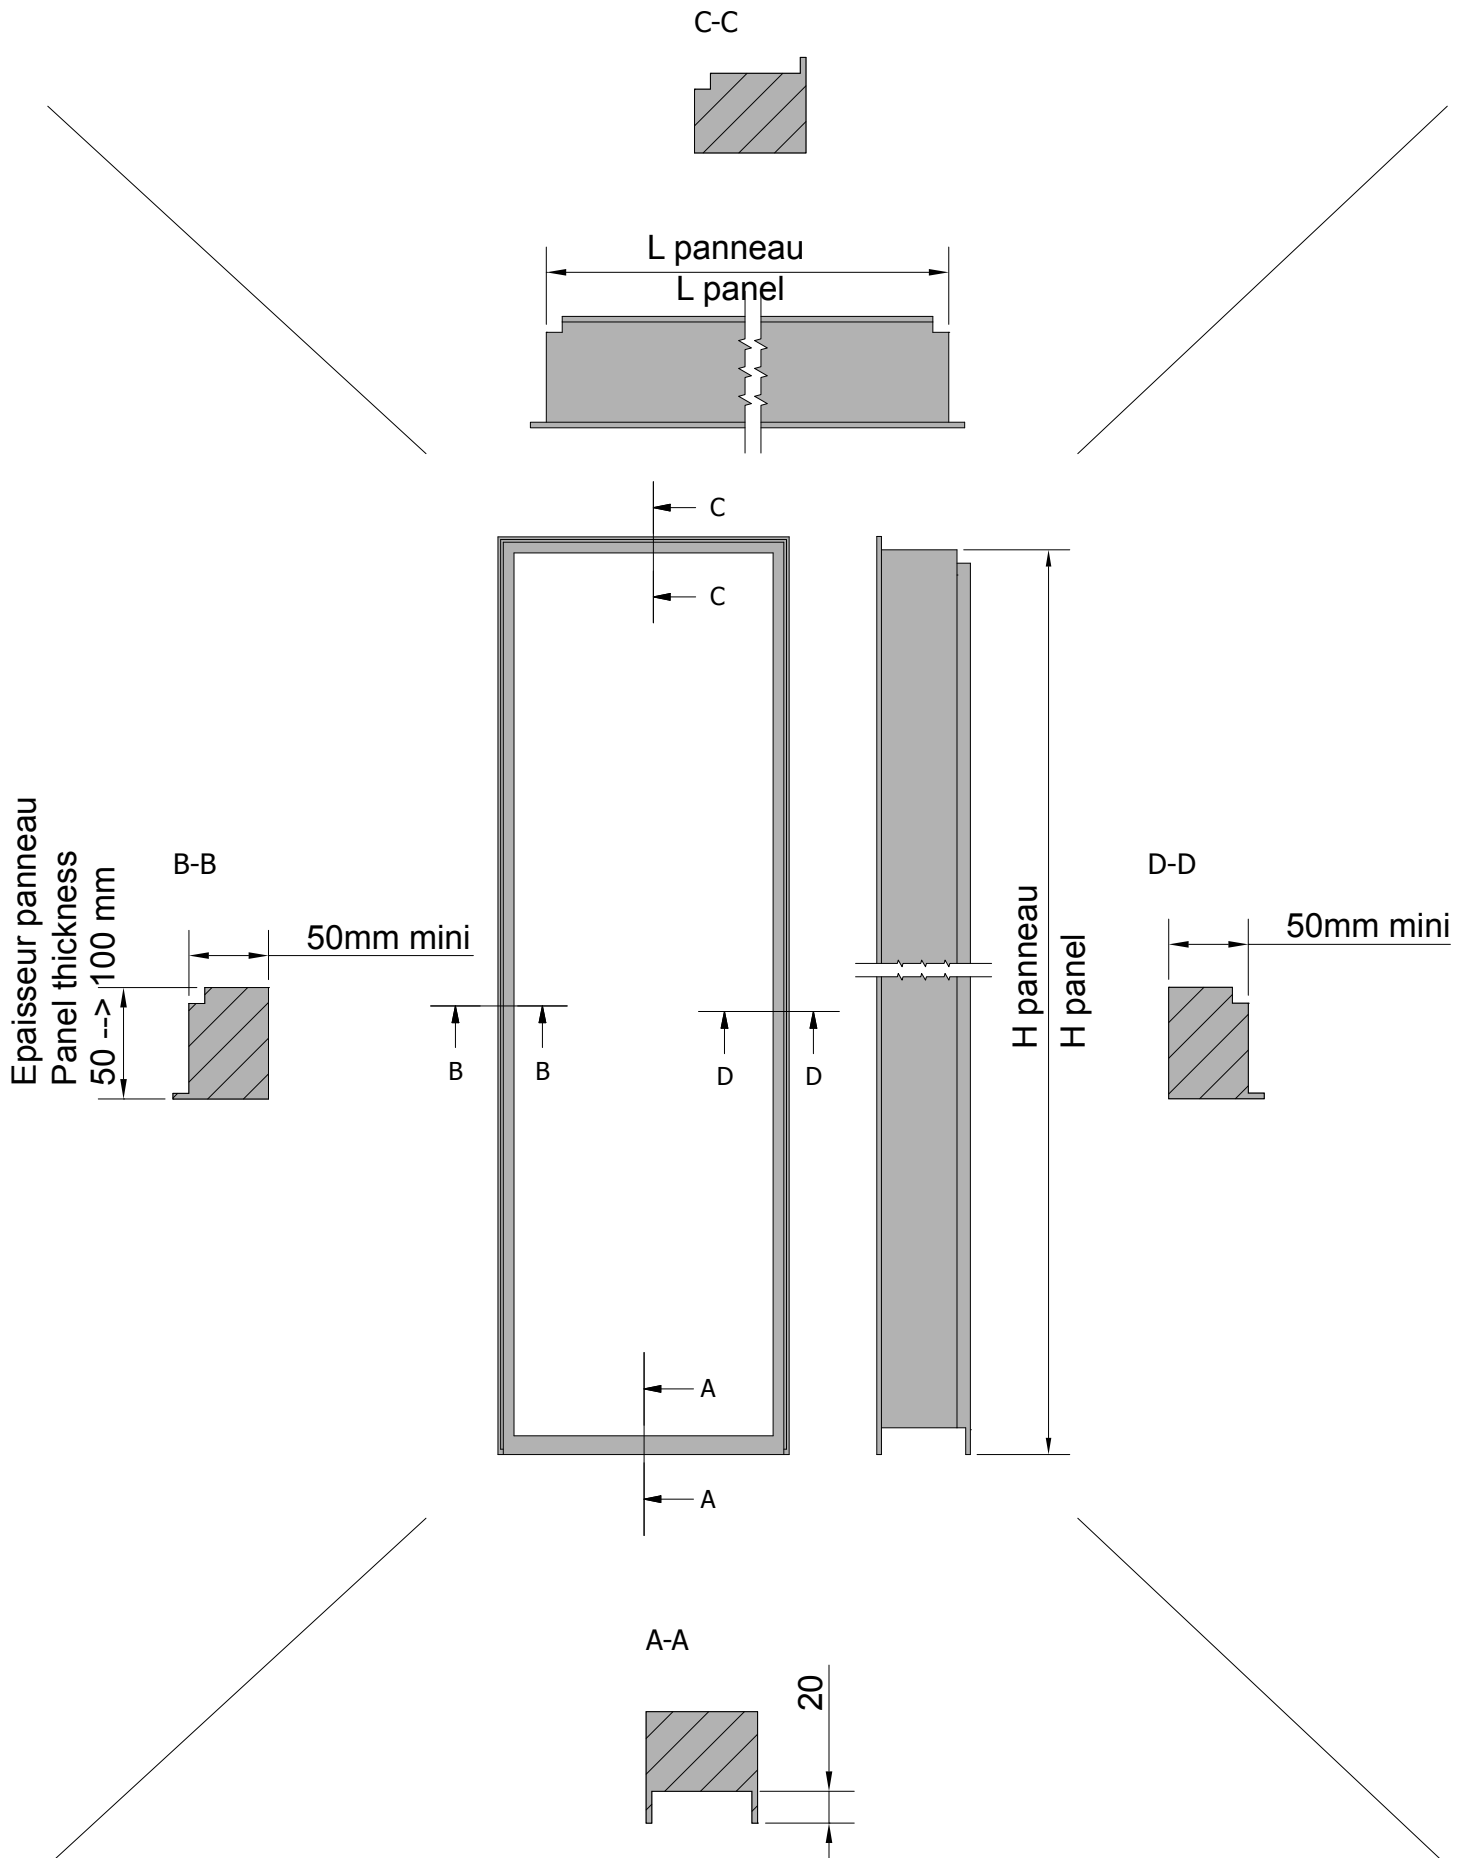 C-C
L panneau
L panel
C
C
Epaisseur panneau
Panel thickness
50 ---> 100 mm
B-B
50mm mini
B
B
D
D
H panneau
H panel
D-D
50mm mini
A
A
A-A
20